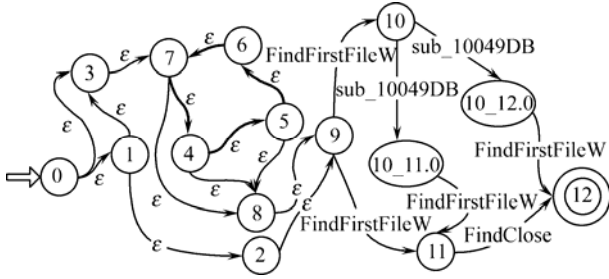 10
ε
3
ε
7
ε
6
FindFirstFileW
sub_10049DB
ε
ε
sub_10049DB
ε
5
9
10_12.0
ε
1
4
ε
ε
ε
0
ε
ε
10_11.0
FindFirstFileW
ε
8
ε
FindFirstFileW
12
ε
2
FindFirstFileW
11
FindClose